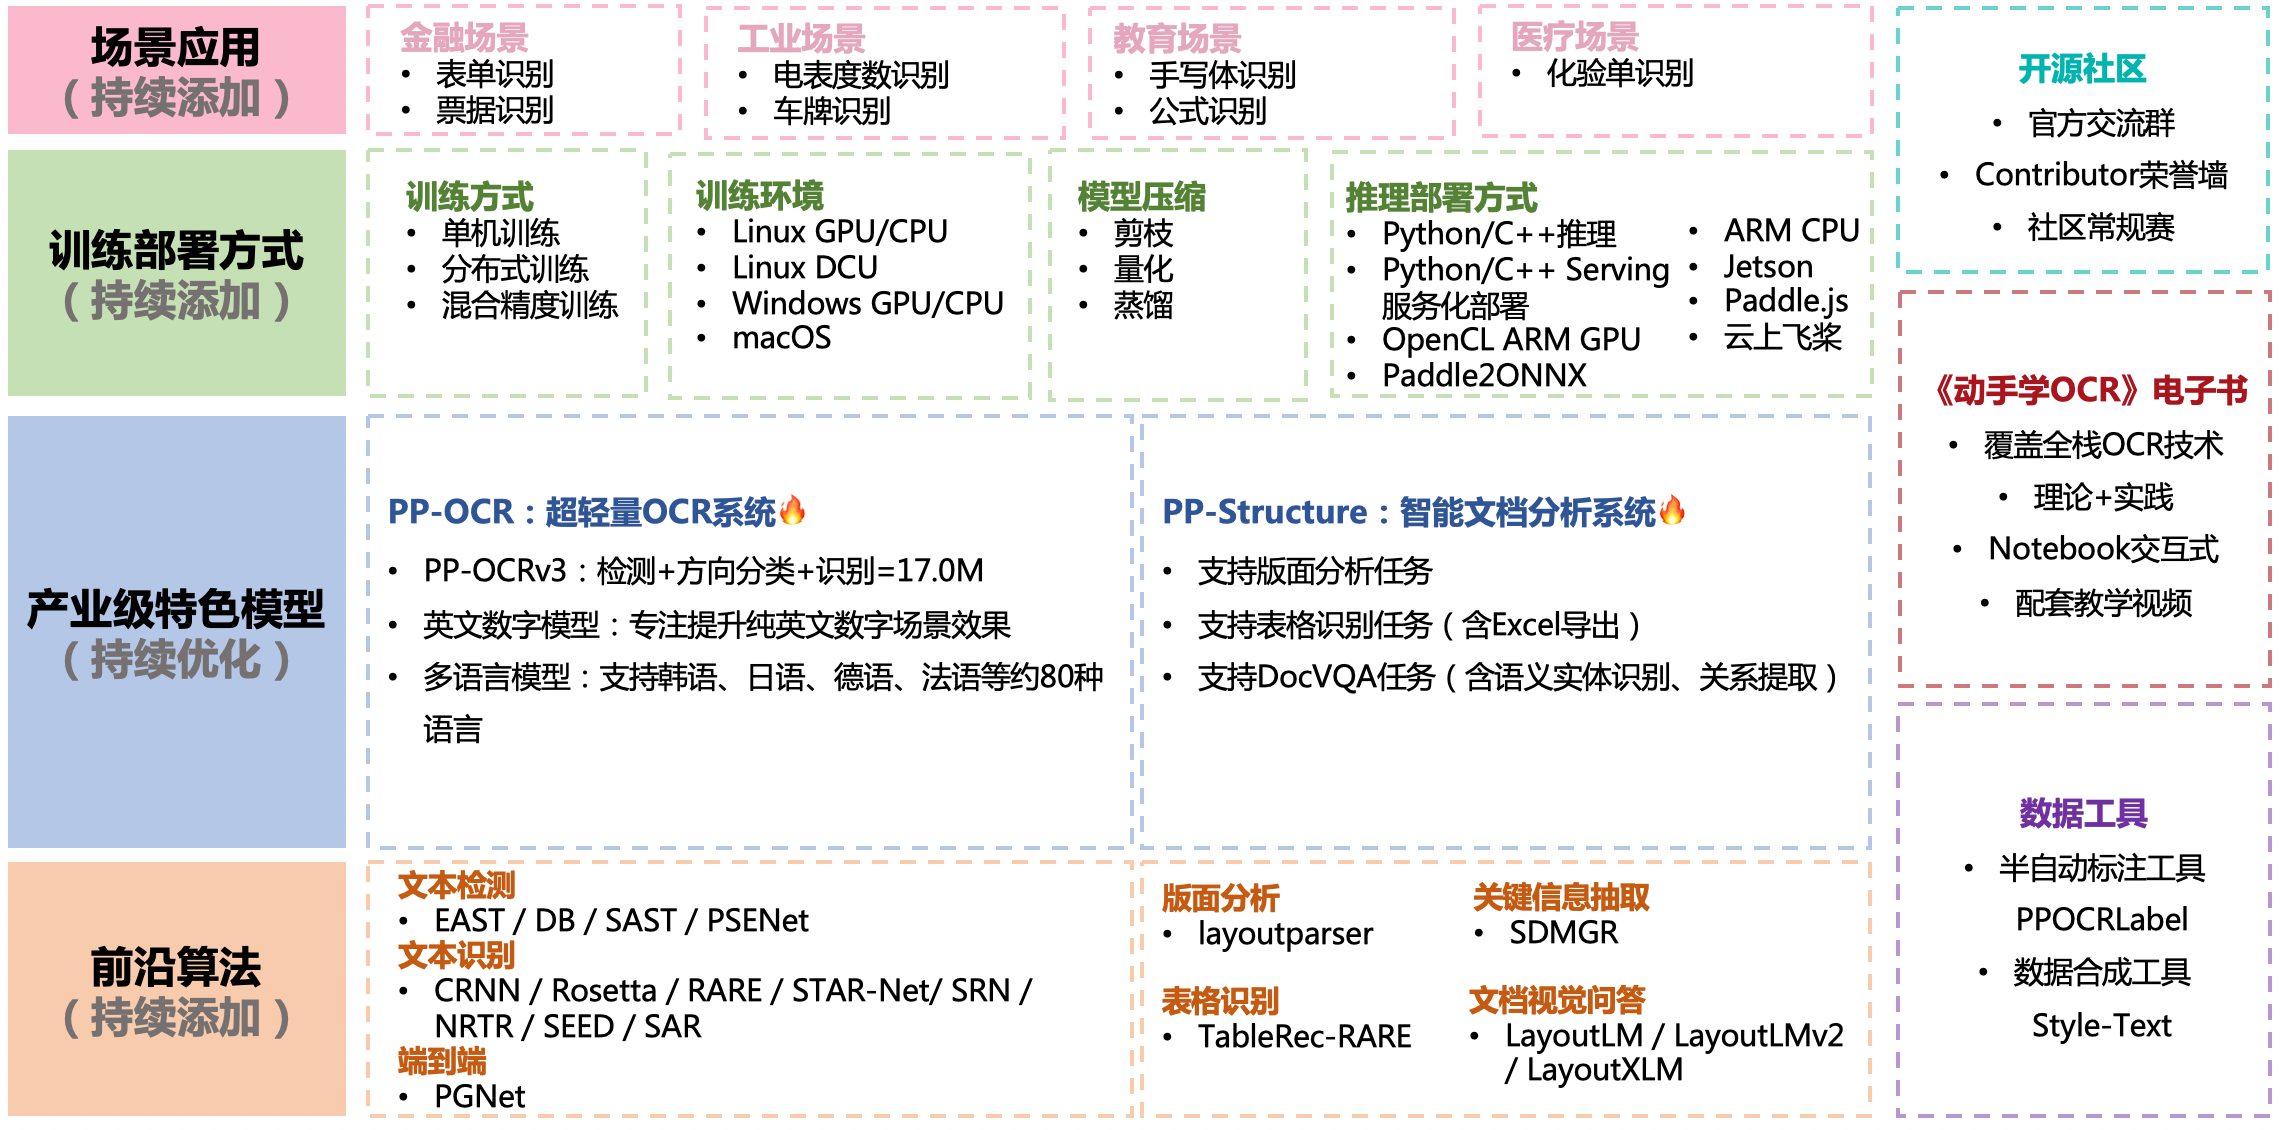 场景应用
（持续添加）
金融场景
• 表单识别
• 票据识别
工业场景
• 电表度数识别
• 车牌识别
教育场景
• 手写体识别
• 公式识别
医疗场景
• 化验单识别
训练部署方式
（持续添加）
训练方式
• 单机训练
• 分布式训练
• 混合精度训练
训练环境
• Linux GPU/CPU
• Linux DCU
• Windows GPU/CPU
• macOS
模型压缩
• 剪枝
• 量化
• 蒸馏
推理部署方式
• Python/C++推理
• Python/C++ Serving
服务化部署
• OpenCL ARM GPU
• Paddle2ONNX
• ARM CPU
• Jetson
• Paddle.js
• 云上飞桨
产业级特色模型
（持续优化）
PP-OCR：超轻量OCR系统🔥
• PP-OCRv3：检测+方向分类+识别=17.0M
• 英文数字模型：专注提升纯英文数字场景效果
• 多语言模型：支持韩语、日语、德语、法语等约80种
语言
PP-Structure：智能文档分析系统🔥
• 支持版面分析任务
• 支持表格识别任务（含Excel导出）
• 支持DocVQA任务（含语义实体识别、关系提取）
前沿算法
（持续添加）
文本检测
• EAST / DB / SAST / PSENet
文本识别
• CRNN / Rosetta / RARE / STAR-Net/ SRN /
NRTR / SEED / SAR
端到端
• PGNet
版面分析
• layoutparser
表格识别
• TableRec-RARE
关键信息抽取
• SDMGR
文档视觉问答
• LayoutLM / LayoutLMv2
/ LayoutXLM
开源社区
• 官方交流群
• Contributor荣誉墙
• 社区常规赛
《动手学OCR》电子书
• 覆盖全栈OCR技术
• 理论+实践
• Notebook交互式
• 配套教学视频
数据工具
• 半自动标注工具
PPOCRLabel
• 数据合成工具
Style-Text